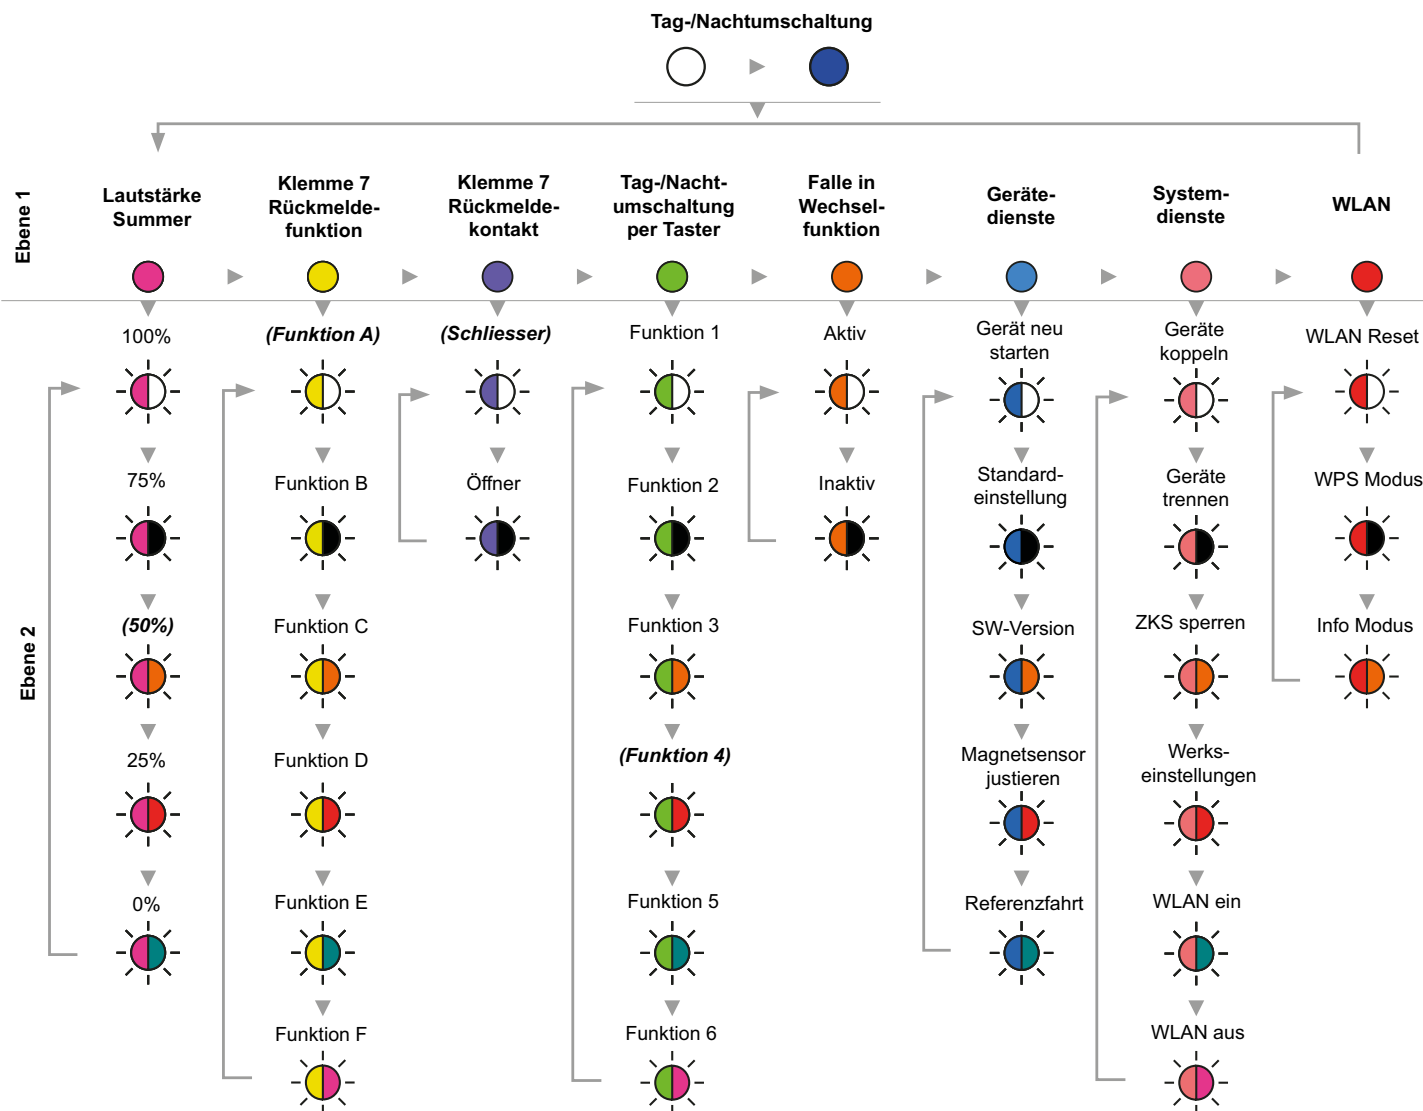 Tag-/Nachtumschaltung
Ebene 1
Lautstärke
Summer
Klemme 7
Rückmelde-
funktion
Klemme 7
Rückmelde-
kontakt
Tag-/Nacht-
umschaltung
per Taster
Falle in
Wechsel-
funktion
Geräte-
dienste
System-
dienste
WLAN
Ebene 2
100%
75%
(50%)
25%
0%
(Funktion A)
Funktion B
Funktion C
Funktion D
Funktion E
Funktion F
(Schliesser)
Öffner
Funktion 1
Funktion 2
Funktion 3
(Funktion 4)
Funktion 5
Funktion 6
Aktiv
Inaktiv
Gerät neu
starten
Standard-
einstellung
SW-Version
Magnetsensor
justieren
Referenzfahrt
Geräte
koppeln
Geräte
trennen
ZKS sperren
Werks-
einstellungen
WLAN ein
WLAN aus
WLAN Reset
WPS Modus
Info Modus